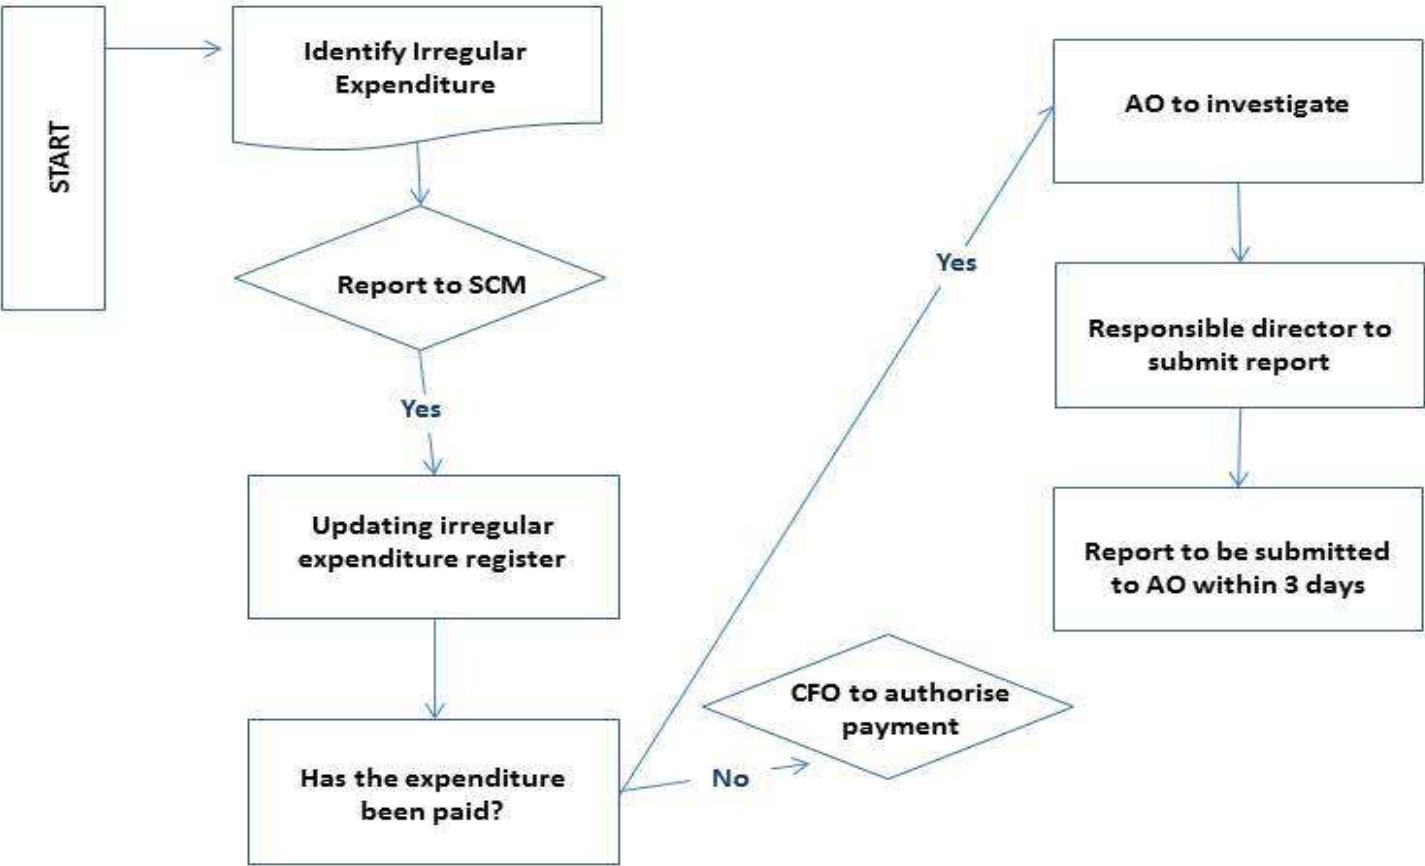 START
Identify Irregular
Expenditure
Report to SCM
Yes
Updating irregular
expenditure register
Has the expenditure
been paid?
No
CFO to authorise
payment
Yes
AO to investigate
Responsible director to
submit report
Report to be submitted
to AO within 3 days